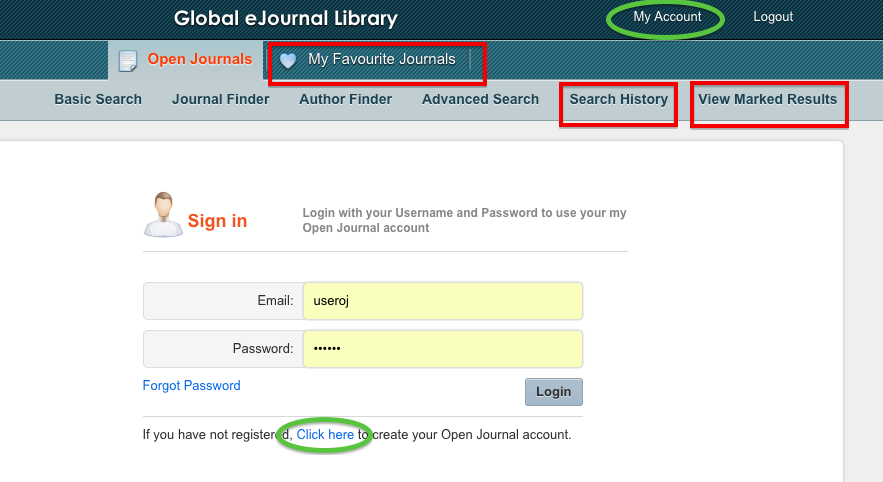 Global eJournal Library
My Account
Logout
Open Journals
My Favourite Journals
Basic Search
Journal Finder
Author Finder
Advanced Search
Search History
View Marked Results
Sign in
Login with your Username and Password to use your my
Open Journal account
Email:
useroj
Password:
••••••
Forgot Password
Login
If you have not registered, Click here to create your Open Journal account.